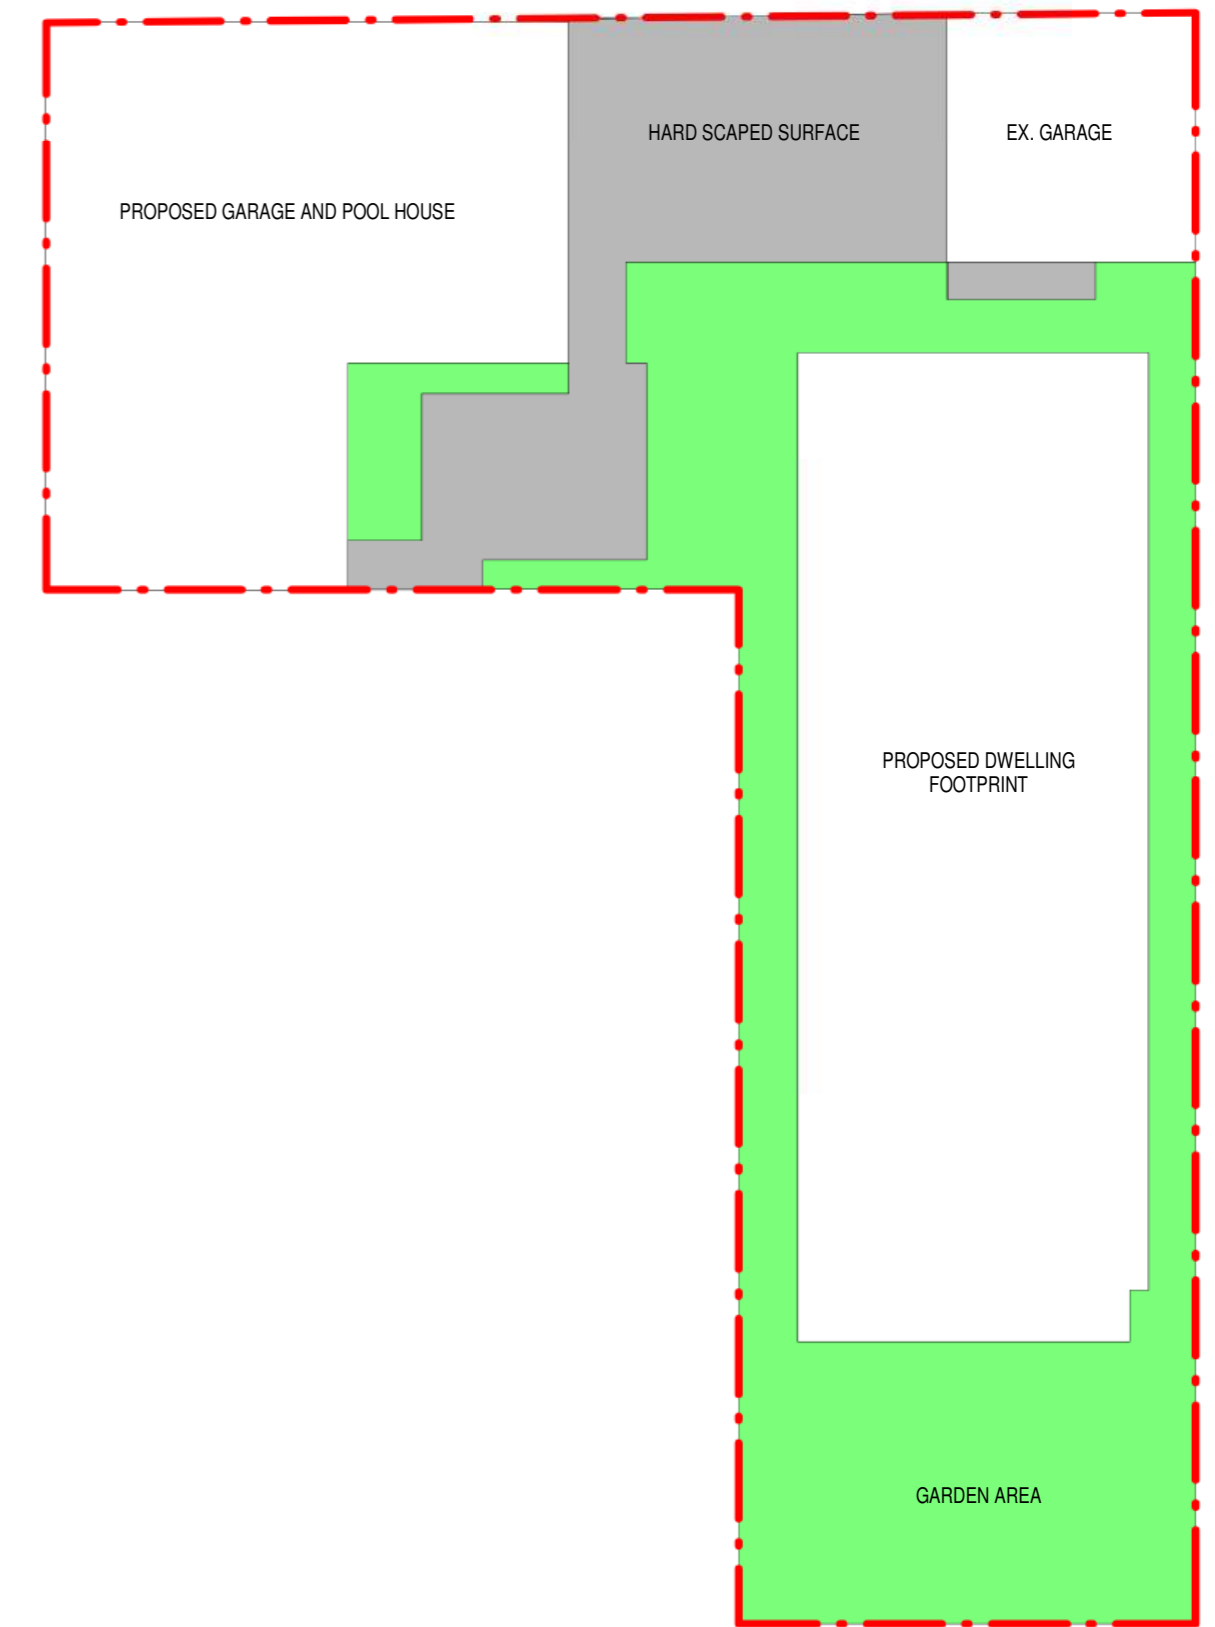 HARD SCAPED SURFACE
EX. GARAGE
PROPOSED GARAGE AND POOL HOUSE
PROPOSED DWELLING
FOOTPRINT
GARDEN AREA